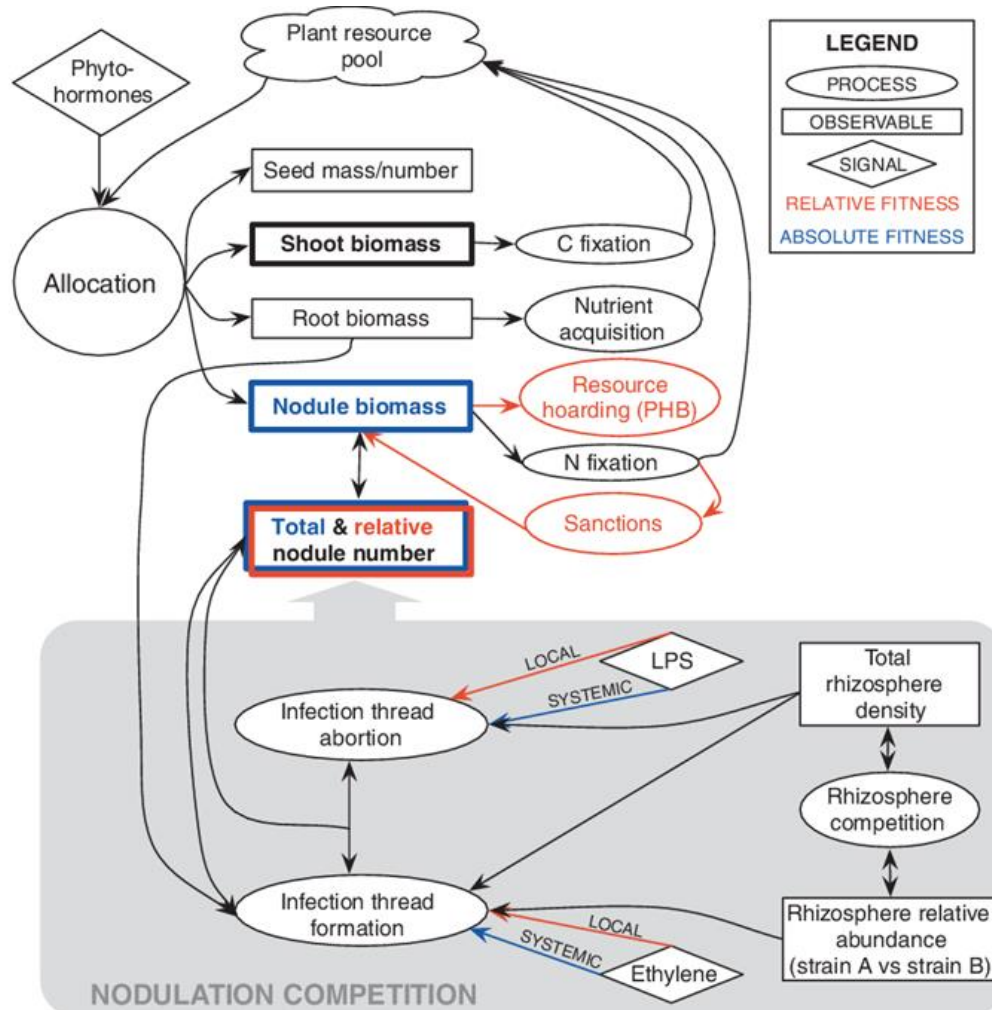 Plant resource
pool
Phyto-
hormones
LEGEND
PROCESS
OBSERVABLE
SIGNAL
RELATIVE FITNESS
ABSOLUTE FITNESS
Seed mass/number
Shoot biomass
C fixation
Allocation
Root biomass
Nutrient
acquisition
Nodule biomass
Resource
hoarding (PHB)
N fixation
Sanctions
Total & relative
nodule number
LOCAL
LPS
SYSTEMIC
Infection thread
abortion
Total
rhizosphere
density
Rhizosphere
competition
Infection thread
formation
LOCAL
SYSTEMIC
Ethylene
Rhizosphere relative
abundance
(strain A vs strain B)
NODULATION COMPETITION